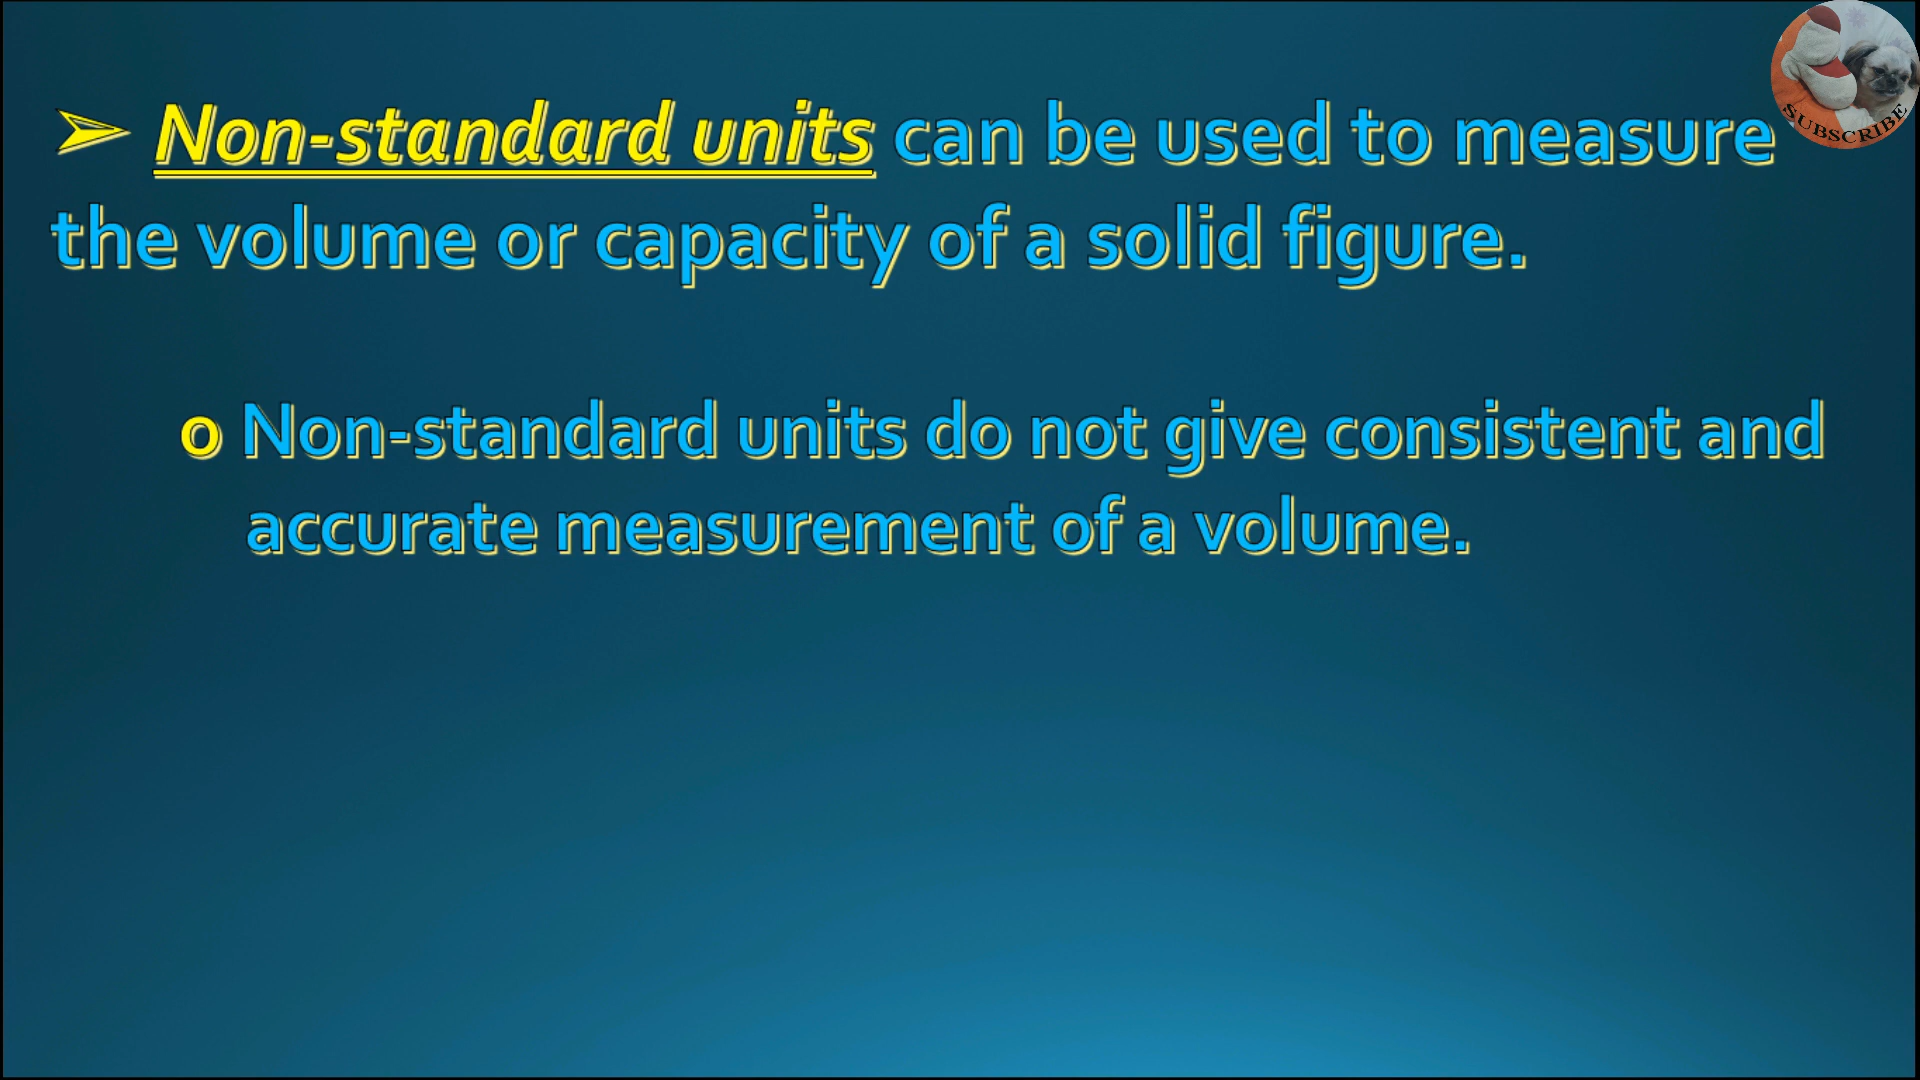 ➢ Non-standard units can be used to measure
the volume or capacity of a solid figure.
o Non-standard units do not give consistent and
accurate measurement of a volume.
SUBSCRIBE